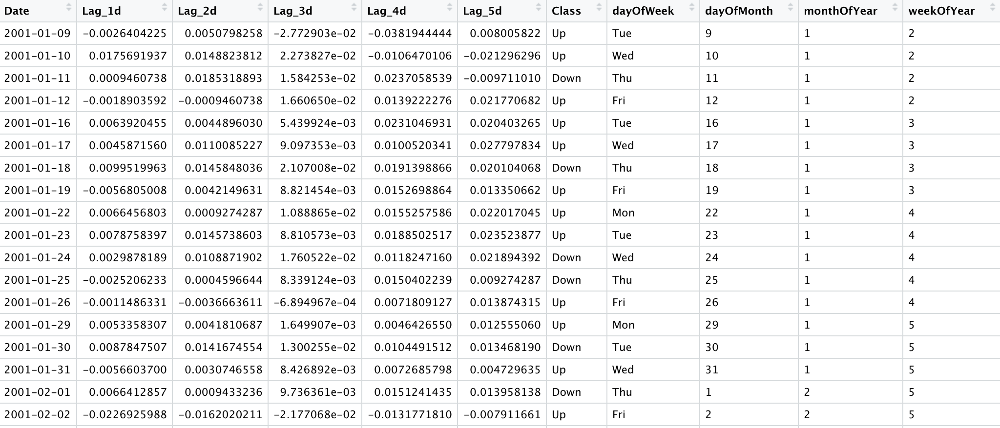 Date Lag_1d Lag_2d Lag_3d Lag_4d Lag_5d Class dayOfWeek dayOfMonth monthOfYear weekOfYear
2001-01-09 -0.0026404225 0.0050798258 -2.772903e-02 -0.0381944444 0.008005822 Up Tue 9 1 2
2001-01-10 0.0175691937 0.0148823812 2.273827e-02 -0.0106470106 -0.021296296 Up Wed 10 1 2
2001-01-11 0.0009460738 0.0185318893 1.584253e-02 0.0237058539 -0.009711010 Down Thu 11 1 2
2001-01-12 -0.0018903592 -0.0009460738 1.660650e-02 0.0139222276 0.021770682 Up Fri 12 1 2
2001-01-16 0.0063920455 0.0044896030 5.439924e-03 0.0231046931 0.020403265 Up Tue 16 1 3
2001-01-17 0.0045871560 0.0110085227 9.097353e-03 0.0100520341 0.027797834 Up Wed 17 1 3
2001-01-18 0.0099519963 0.0145848036 2.107008e-02 0.0191398866 0.020104068 Down Thu 18 1 3
2001-01-19 -0.0056805008 0.0042149631 8.821454e-03 0.0152698864 0.013350662 Up Fri 19 1 3
2001-01-22 0.0066456803 0.0009274287 1.088865e-02 0.0155257586 0.022017045 Up Mon 22 1 4
2001-01-23 0.0078758397 0.0145738603 8.810573e-03 0.0188502517 0.023523877 Up Tue 23 1 4
2001-01-24 0.0029878189 0.0108871902 1.760522e-02 0.0118247160 0.021894392 Down Wed 24 1 4
2001-01-25 -0.0025206233 0.0004596644 8.339124e-03 0.0150402239 0.009274287 Down Thu 25 1 4
2001-01-26 -0.0011486331 -0.0036663611 -6.894967e-04 0.0071809127 0.013874315 Up Fri 26 1 4
2001-01-29 0.0053358307 0.0041810687 1.649907e-03 0.0046426550 0.012555060 Up Mon 29 1 5
2001-01-30 0.0087847507 0.0141674554 1.300255e-02 0.0104491512 0.013468190 Down Tue 30 1 5
2001-01-31 -0.0056603700 0.0030746558 8.426892e-03 0.0072685798 0.004729635 Up Wed 31 1 5
2001-02-01 0.0066412857 0.0009433236 9.736361e-03 0.0151241435 0.013958138 Down Thu 1 2 5
2001-02-02 -0.0226925988 -0.0162020211 -2.177068e-02 -0.0131771810 -0.007911661 Up Fri 2 2 5